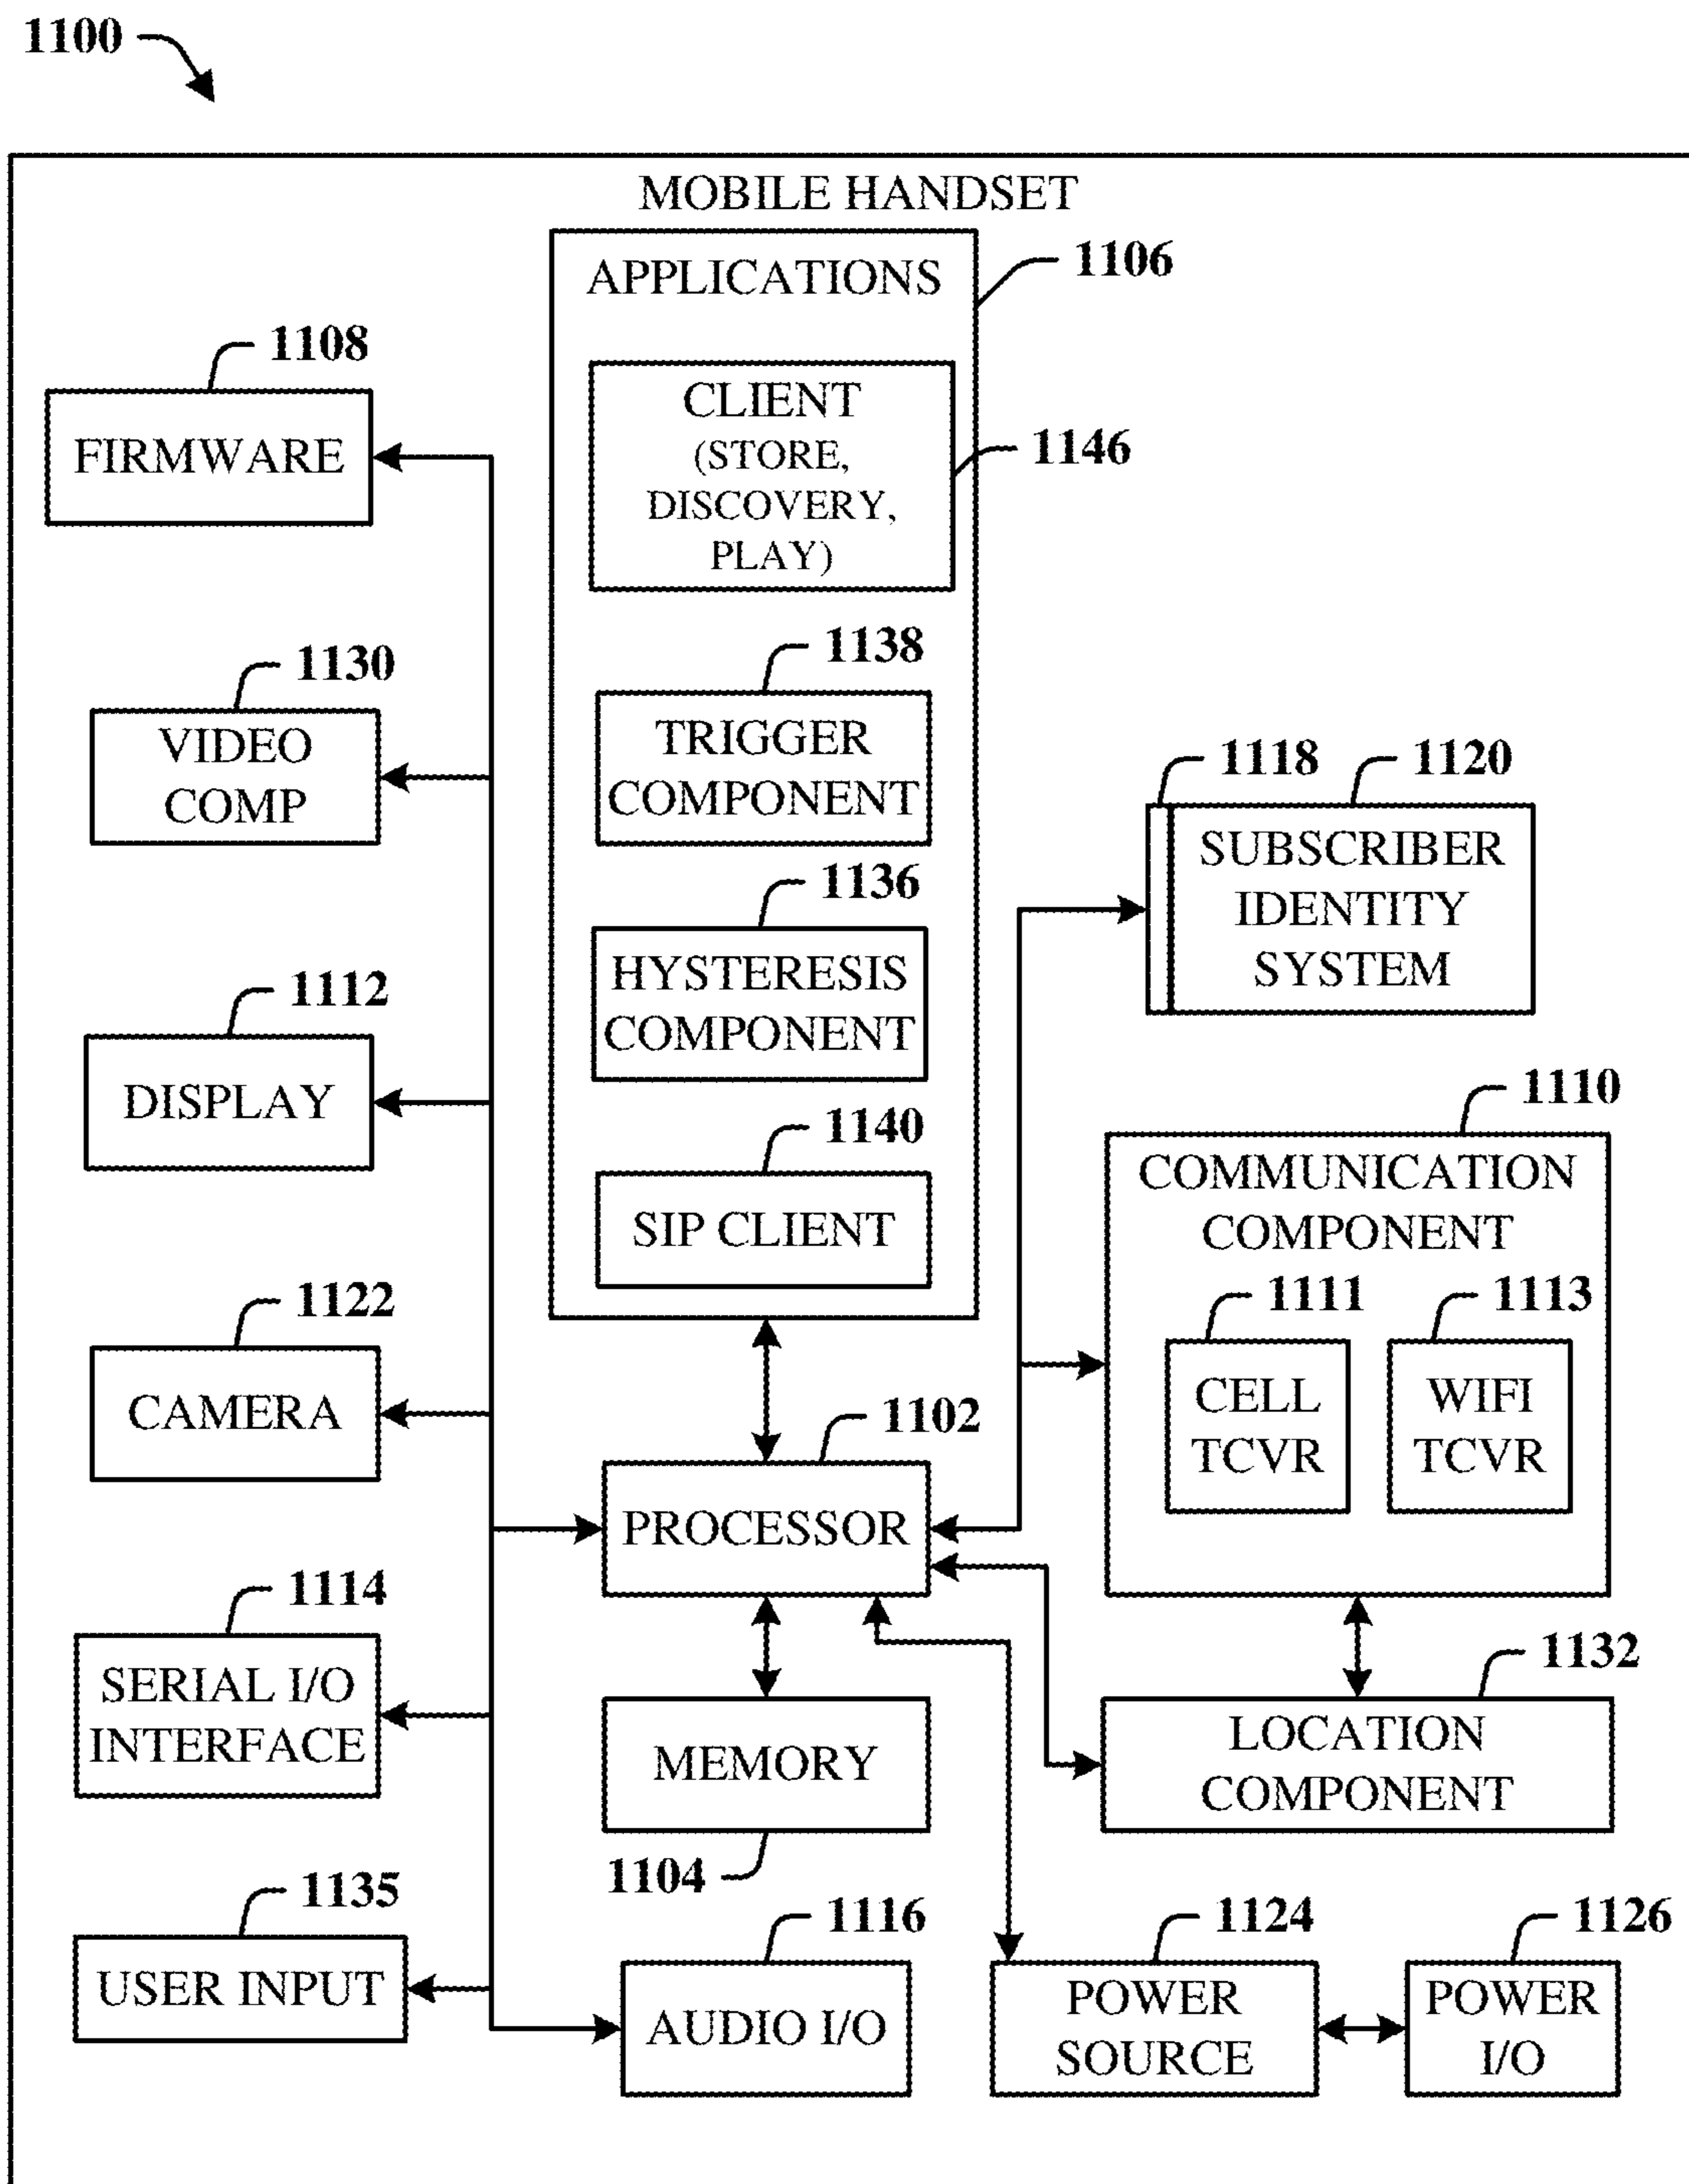 1100
MOBILE HANDSET
APPLICATIONS
1106
CLIENT
(STORE,
DISCOVERY,
PLAY)
1146
1138
TRIGGER
COMPONENT
1136
HYSTERESIS
COMPONENT
1140
SIP CLIENT
1108
FIRMWARE
1130
VIDEO
COMP
1112
DISPLAY
1122
CAMERA
1114
SERIAL I/O
INTERFACE
1135
USER INPUT
1102
PROCESSOR
MEMORY
1104
1116
AUDIO I/O
1118
1120
SUBSCRIBER
IDENTITY
SYSTEM
1110
COMMUNICATION
COMPONENT
1111
CELL
TCVR
1113
WIFI
TCVR
1132
LOCATION
COMPONENT
1124
POWER
SOURCE
1126
POWER
I/O